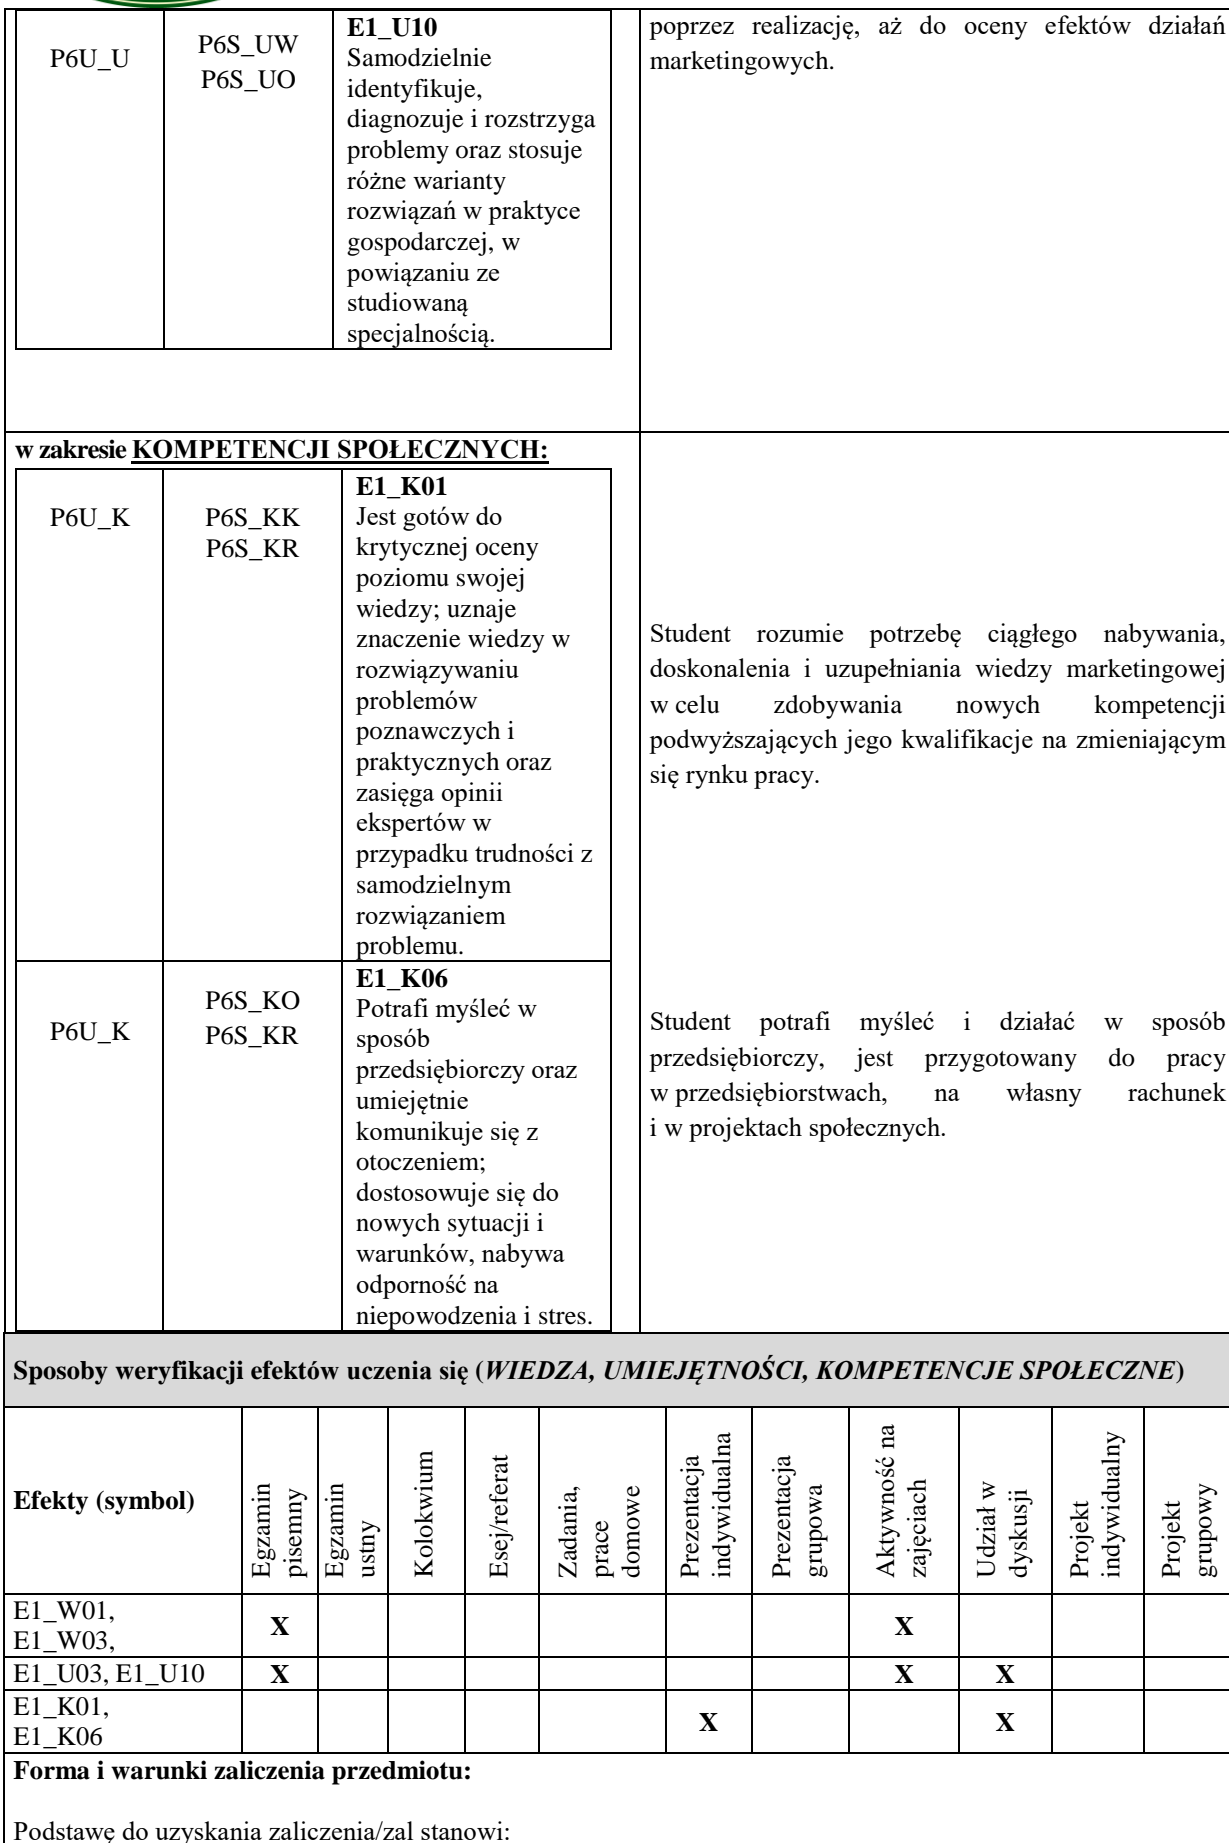 P6U_U
P6S_UW
P6S_UO
E1_U10
Samodzielnie
identyfikuje,
diagnozuje i rozstrzyga
problemy oraz stosuje
różne warianty
rozwiązań w praktyce
gospodarczej, w
powiązaniu ze
studiowaną
specjalnością.
poprzez realizację, aż do oceny efektów działań
marketingowych.
w zakresie KOMPETENCJI SPOŁECZNYCH:
P6U_K
P6S_KK
P6S_KR
E1_K01
Jest gotów do
krytycznej oceny
poziomu swojej
wiedzy; uznaje
znaczenie wiedzy w
rozwiązywaniu
problemów
poznawczych i
praktycznych oraz
zasięga opinii
ekspertów w
przypadku trudności z
samodzielnym
rozwiązaniem
problemu.
Student rozumie potrzebę ciągłego nabywania,
doskonalenia i uzupełniania wiedzy marketingowej
w celu zdobywania nowych kompetencji
podwyższających jego kwalifikacje na zmieniającym
się rynku pracy.
P6U_K
P6S_KO
P6S_KR
E1_K06
Potrafi myśleć w
sposób
przedsiębiorczy oraz
umiejętnie
komunikuje się z
otoczeniem;
dostosowuje się do
nowych sytuacji i
warunków, nabywa
odporność na
niepowodzenia i stres.
Student potrafi myśleć i działać w sposób
przedsiębiorczy, jest przygotowany do pracy
w przedsiębiorstwach, na własny rachunek
i w projektach społecznych.
Sposoby weryfikacji efektów uczenia się (WIEDZA, UMIEJĘTNOŚCI, KOMPETENCJE SPOŁECZNE)
Efekty (symbol)
Egzamin
pisemny
Egzamin
ustny
Kolokwium
Esej/referat
Zadania,
prace
domowe
Prezentacja
indywidualna
Prezentacja
grupowa
Aktywność na
zajęciach
Udział w
dyskusji
Projekt
indywidualny
Projekt
grupowy
E1_W01,
E1_W03,
X X
E1_U03, E1_U10 X X X
E1_K01,
E1_K06
X X
Forma i warunki zaliczenia przedmiotu:
Podstawę do uzyskania zaliczenia/zal stanowi: